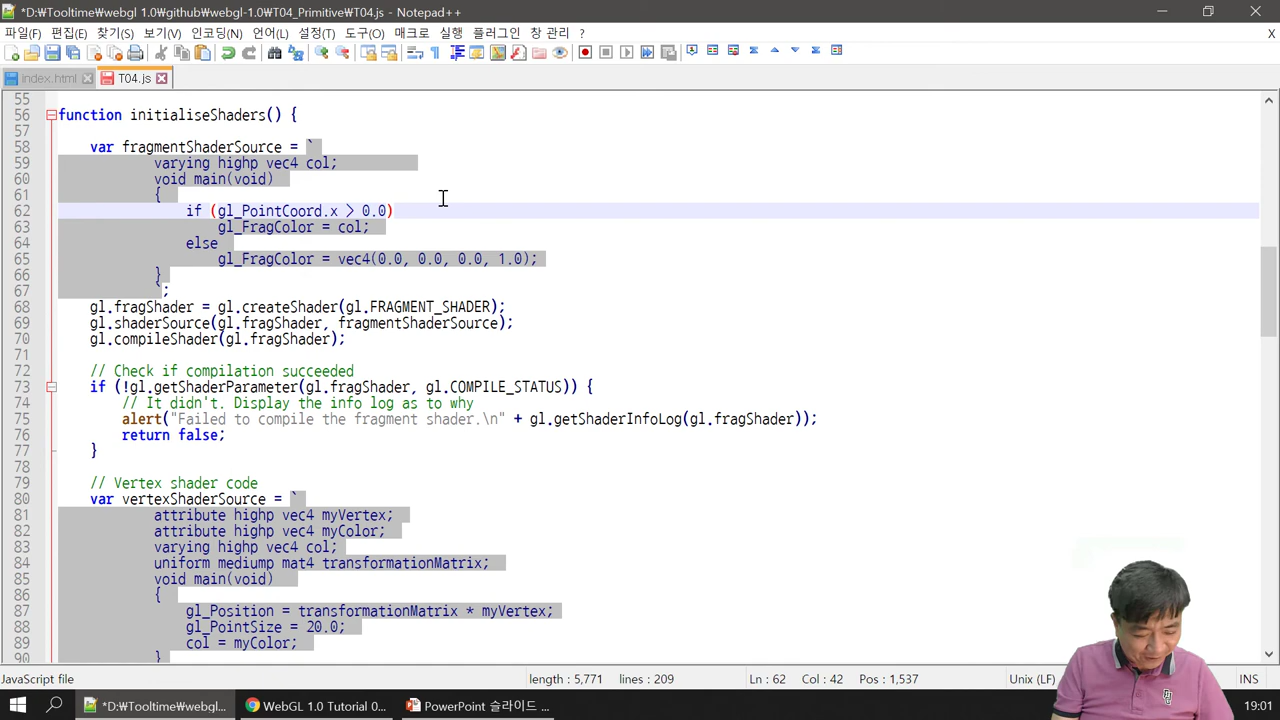 *D:₩Tooltime₩webgl 1.0₩github₩webgl-1.0₩T04_Primitive₩T04.js - Notepad++
파일(F) 편집(E) 찾기(S) 보기(V) 인코딩(N) 언어(L) 설정(T) 도구(O) 매크로 실행 플러그인 창 관리 ? X
index.html T04.js
55
56 function initialiseShaders() {
57
58 var fragmentShaderSource = `
59 varying highp vec4 col;
60 void main(void)
61 {
62 if (gl_PointCoord.x > 0.0)
63 gl_FragColor = col;
64 else
65 gl_FragColor = vec4(0.0, 0.0, 0.0, 1.0);
66 }
67 `;
68 gl.fragShader = gl.createShader(gl.FRAGMENT_SHADER);
69 gl.shaderSource(gl.fragShader, fragmentShaderSource);
70 gl.compileShader(gl.fragShader);
71
72 // Check if compilation succeeded
73 if (!gl.getShaderParameter(gl.fragShader, gl.COMPILE_STATUS)) {
74 // It didn't. Display the info log as to why
75 alert("Failed to compile the fragment shader.\n" + gl.getShaderInfoLog(gl.fragShader));
76 return false;
77 }
78
79 // Vertex shader code
80 var vertexShaderSource = `
81 attribute highp vec4 myVertex;
82 attribute highp vec4 myColor;
83 varying highp vec4 col;
84 uniform mediump mat4 transformationMatrix;
85 void main(void)
86 {
87 gl_Position = transformationMatrix * myVertex;
88 gl_PointSize = 20.0;
89 col = myColor;
90 }
JavaScript file length : 5,771 lines : 209 Ln : 62 Col : 42 Pos : 1,537 Unix (LF) INS
*D:₩Tooltime₩webgl... WebGL 1.0 Tutorial 0... PowerPoint 슬라이드 ... 19:01